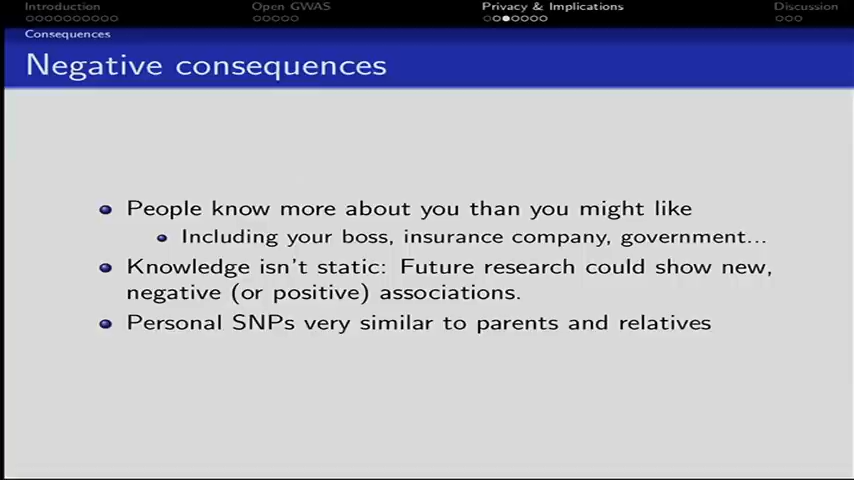 Introduction Open GWAS Privacy & Implications Discussion
Consequences
Negative consequences
People know more about you than you might like
Including your boss, insurance company, government...
Knowledge isn't static: Future research could show new,
negative (or positive) associations.
Personal SNPs very similar to parents and relatives